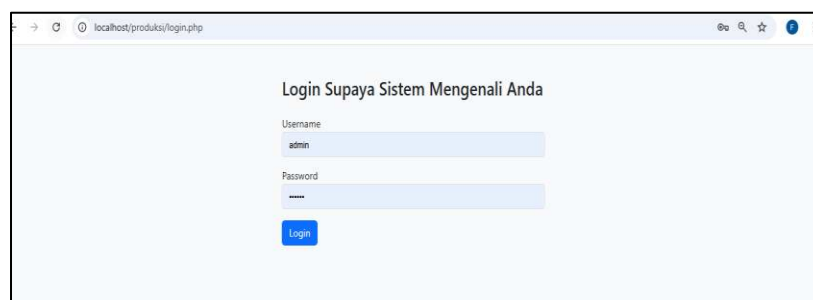 localhost/produksi/login.php
F
Login Supaya Sistem Mengenali Anda
Username
admin
Password
••••••
Login